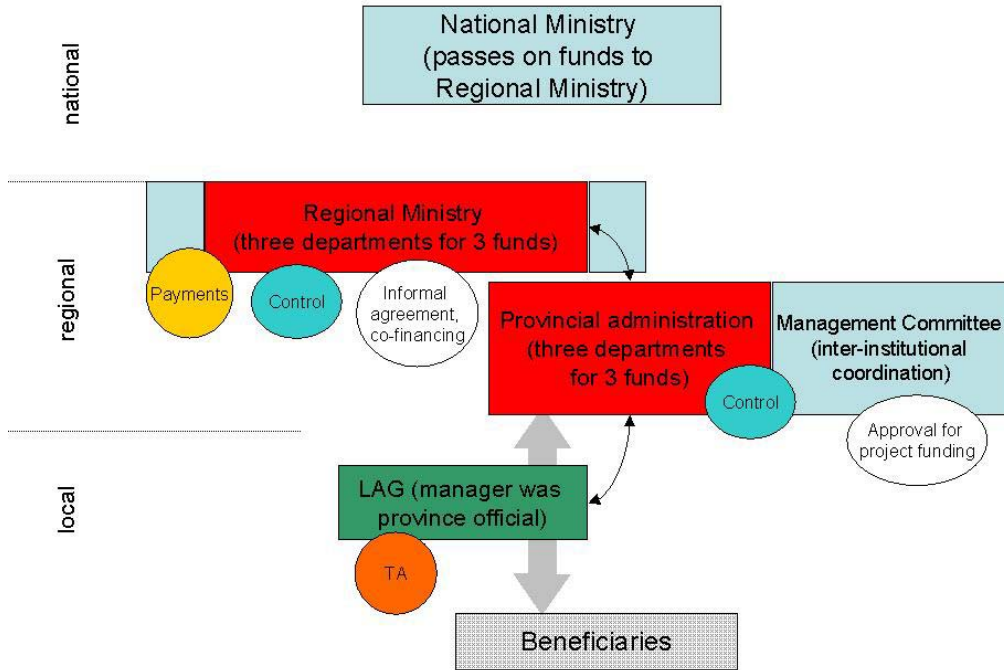 national
National Ministry
(passes on funds to
Regional Ministry)
regional
Regional Ministry
(three departments for 3 funds)
Payments
Control
Informal
agreement,
co-financing
Provincial administration
(three departments
for 3 funds)
Management Committee
(inter-institutional
coordination)
Control
Approval for
project funding
local
LAG (manager was
province official)
TA
Beneficiaries